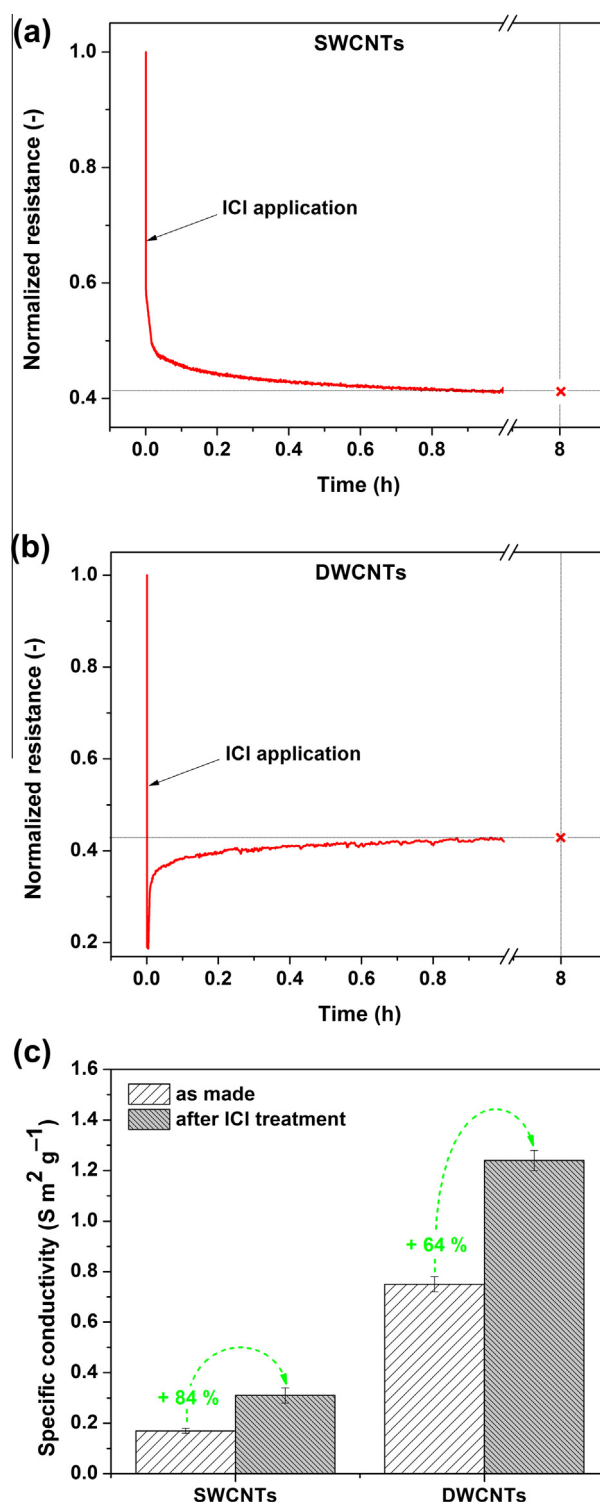 (a)
SWCNTs
Normalized resistance (-)
1.0
0.8
0.6
0.4
ICl application
0.0 0.2 0.4 0.6 0.8 8
Time (h)
(b)
DWCNTs
Normalized resistance (-)
1.0
0.8
0.6
0.4
0.2
ICl application
0.0 0.2 0.4 0.6 0.8 8
Time (h)
(c)
Specific conductivity (S m² g⁻¹)
1.6
1.4
1.2
1.0
0.8
0.6
0.4
0.2
0.0
as made
after ICl treatment
+ 64 %
+ 84 %
SWCNTs DWCNTs